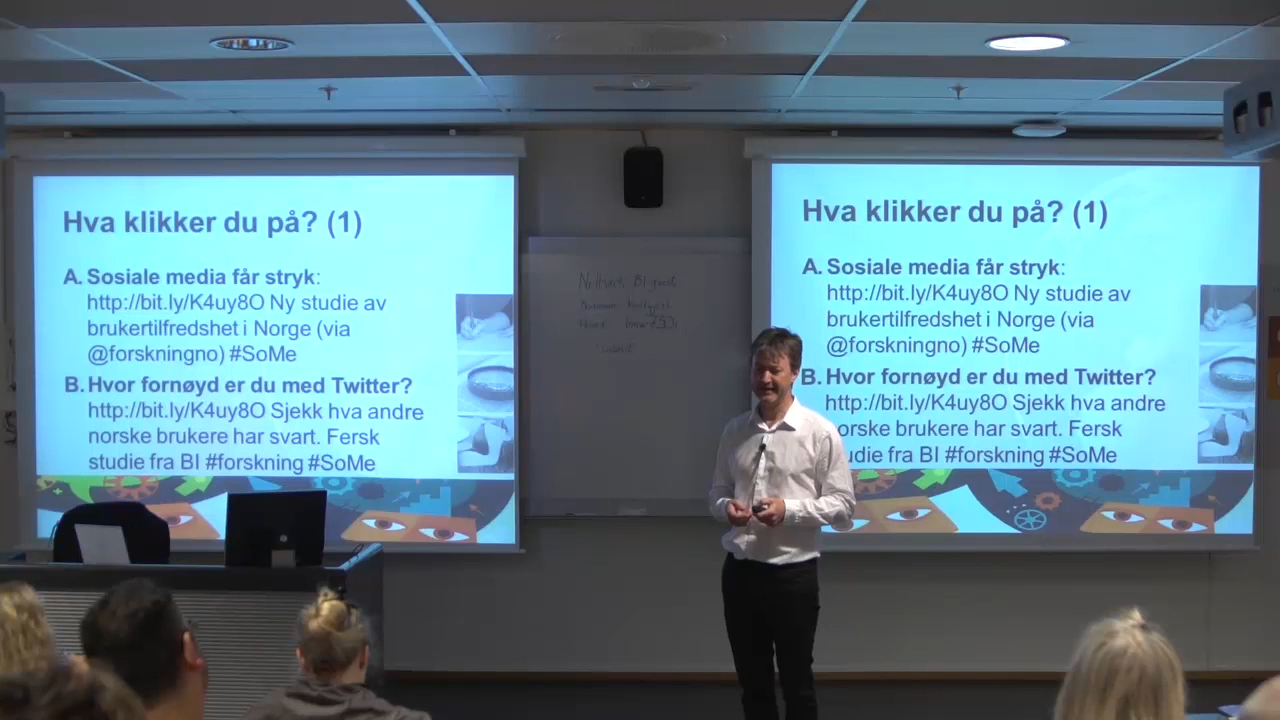 Hva klikker du på? (1)
A. Sosiale media får stryk:
http://bit.ly/K4uy8O Ny studie av
brukertilfredshet i Norge (via
@forskningno) #SoMe
B. Hvor fornøyd er du med Twitter?
http://bit.ly/K4uy8O Sjekk hva andre
norske brukere har svart. Fersk
studie fra BI #forskning #SoMe
BI guest
Hva klikker du på? (1)
A. Sosiale media får stryk:
http://bit.ly/K4uy8O Ny studie av
brukertilfredshet i Norge (via
@forskningno) #SoMe
B. Hvor fornøyd er du med Twitter?
http://bit.ly/K4uy8O Sjekk hva andre
norske brukere har svart. Fersk
udie fra BI #forskning #SoMe